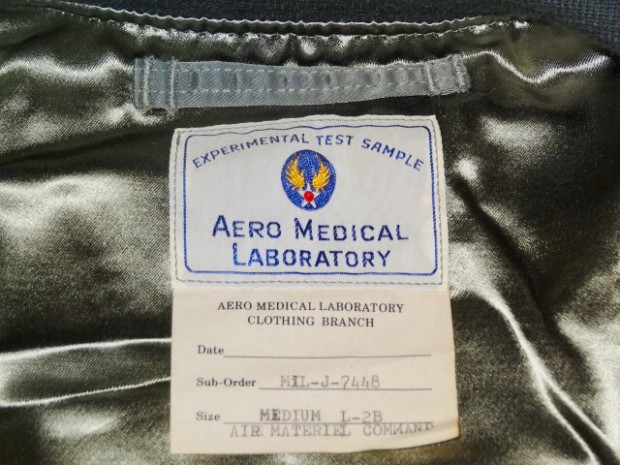 EXPERIMENTAL TEST SAMPLE
AERO MEDICAL
LABORATORY
AERO MEDICAL LABORATORY
CLOTHING BRANCH
Date
Sub-Order MIL-J-7448
Size MEDIUM L-2B
AIR MATERIEL COMMAND